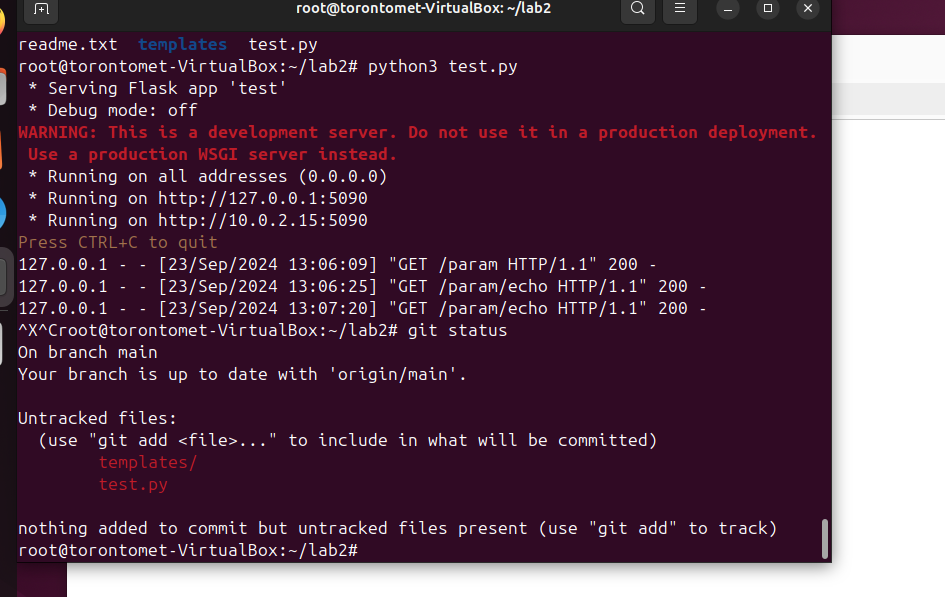 root@torontomet-VirtualBox: ~/lab2
readme.txt  templates  test.py
root@torontomet-VirtualBox:~/lab2# python3 test.py
 * Serving Flask app 'test'
 * Debug mode: off
WARNING: This is a development server. Do not use it in a production deployment.
 Use a production WSGI server instead.
 * Running on all addresses (0.0.0.0)
 * Running on http://127.0.0.1:5090
 * Running on http://10.0.2.15:5090
Press CTRL+C to quit
127.0.0.1 - - [23/Sep/2024 13:06:09] "GET /param HTTP/1.1" 200 -
127.0.0.1 - - [23/Sep/2024 13:06:25] "GET /param/echo HTTP/1.1" 200 -
127.0.0.1 - - [23/Sep/2024 13:07:20] "GET /param/echo HTTP/1.1" 200 -
^X^Croot@torontomet-VirtualBox:~/lab2# git status
On branch main
Your branch is up to date with 'origin/main'.
Untracked files:
  (use "git add <file>..." to include in what will be committed)
        templates/
        test.py
nothing added to commit but untracked files present (use "git add" to track)
root@torontomet-VirtualBox:~/lab2#